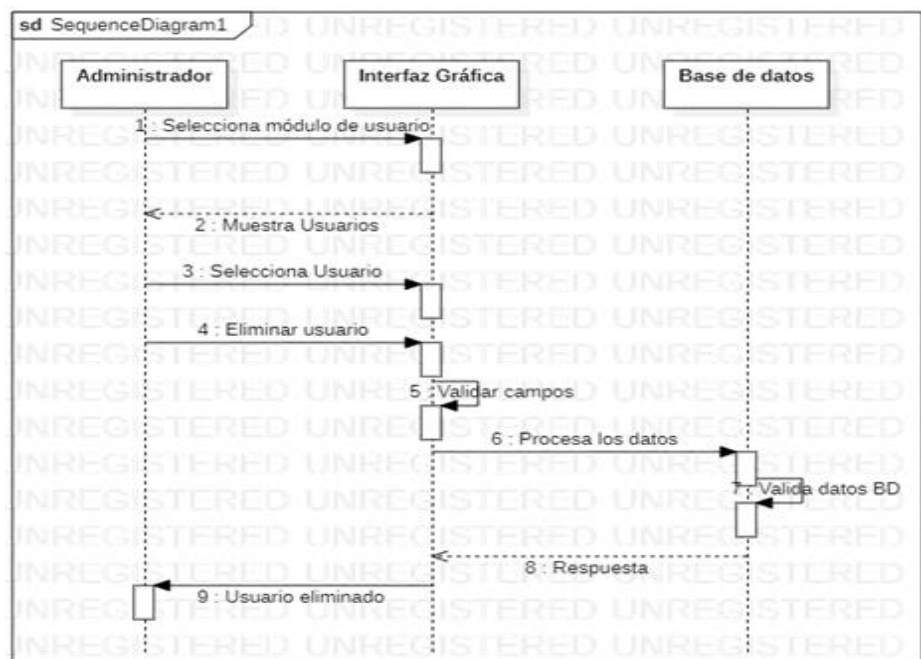 sd SequenceDiagram1
Administrador
Interfaz Gráfica
Base de datos
1 : Selecciona módulo de usuario
2 : Muestra Usuarios
3 : Selecciona Usuario
4 : Eliminar usuario
5 : Validar campos
6 : Procesa los datos
7 : Valida datos BD
8 : Respuesta
9 : Usuario eliminado
UNREGISTERED